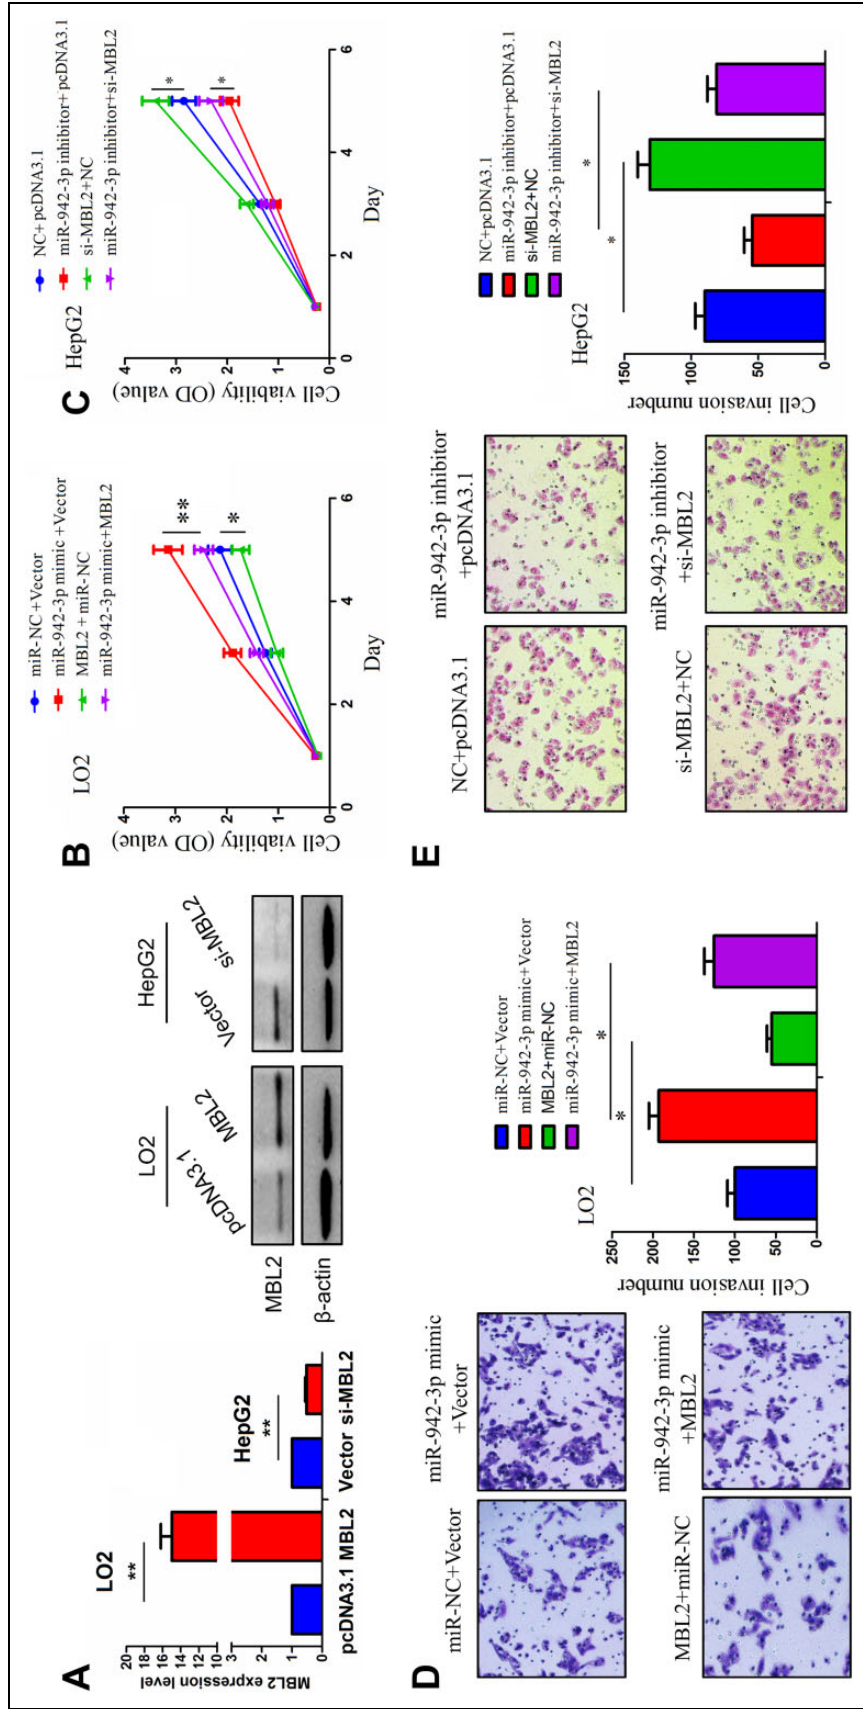 A
MBL2 expression level
20
18
16
14
12
10
3
2
1
0
LO2
**
HepG2
**
pcDNA3.1 MBL2
Vector si-MBL2
LO2
HepG2
pcDNA3.1
MBL2
Vector
si-MBL2
MBL2
β-actin
B
LO2
miR-NC+Vector
miR-942-3p mimic+Vector
MBL2+miR-NC
miR-942-3p mimic+MBL2
Cell viability (OD value)
4
3
2
1
0
**
*
0
2
4
6
Day
C
HepG2
NC+pcDNA3.1
miR-942-3p inhibitor+pcDNA3.1
si-MBL2+NC
miR-942-3p inhibitor+si-MBL2
Cell viability (OD value)
4
3
2
1
0
*
*
0
2
4
6
Day
D
miR-NC+Vector
miR-942-3p mimic
+Vector
MBL2+miR-NC
miR-942-3p mimic
+MBL2
LO2
miR-NC+Vector
miR-942-3p mimic+Vector
MBL2+miR-NC
miR-942-3p mimic+MBL2
Cell invasion number
250
200
150
100
50
0
*
*
E
NC+pcDNA3.1
miR-942-3p inhibitor
+pcDNA3.1
si-MBL2+NC
miR-942-3p inhibitor
+si-MBL2
HepG2
NC+pcDNA3.1
miR-942-3p inhibitor+pcDNA3.1
si-MBL2+NC
miR-942-3p inhibitor+si-MBL2
Cell invasion number
150
100
50
0
*
*